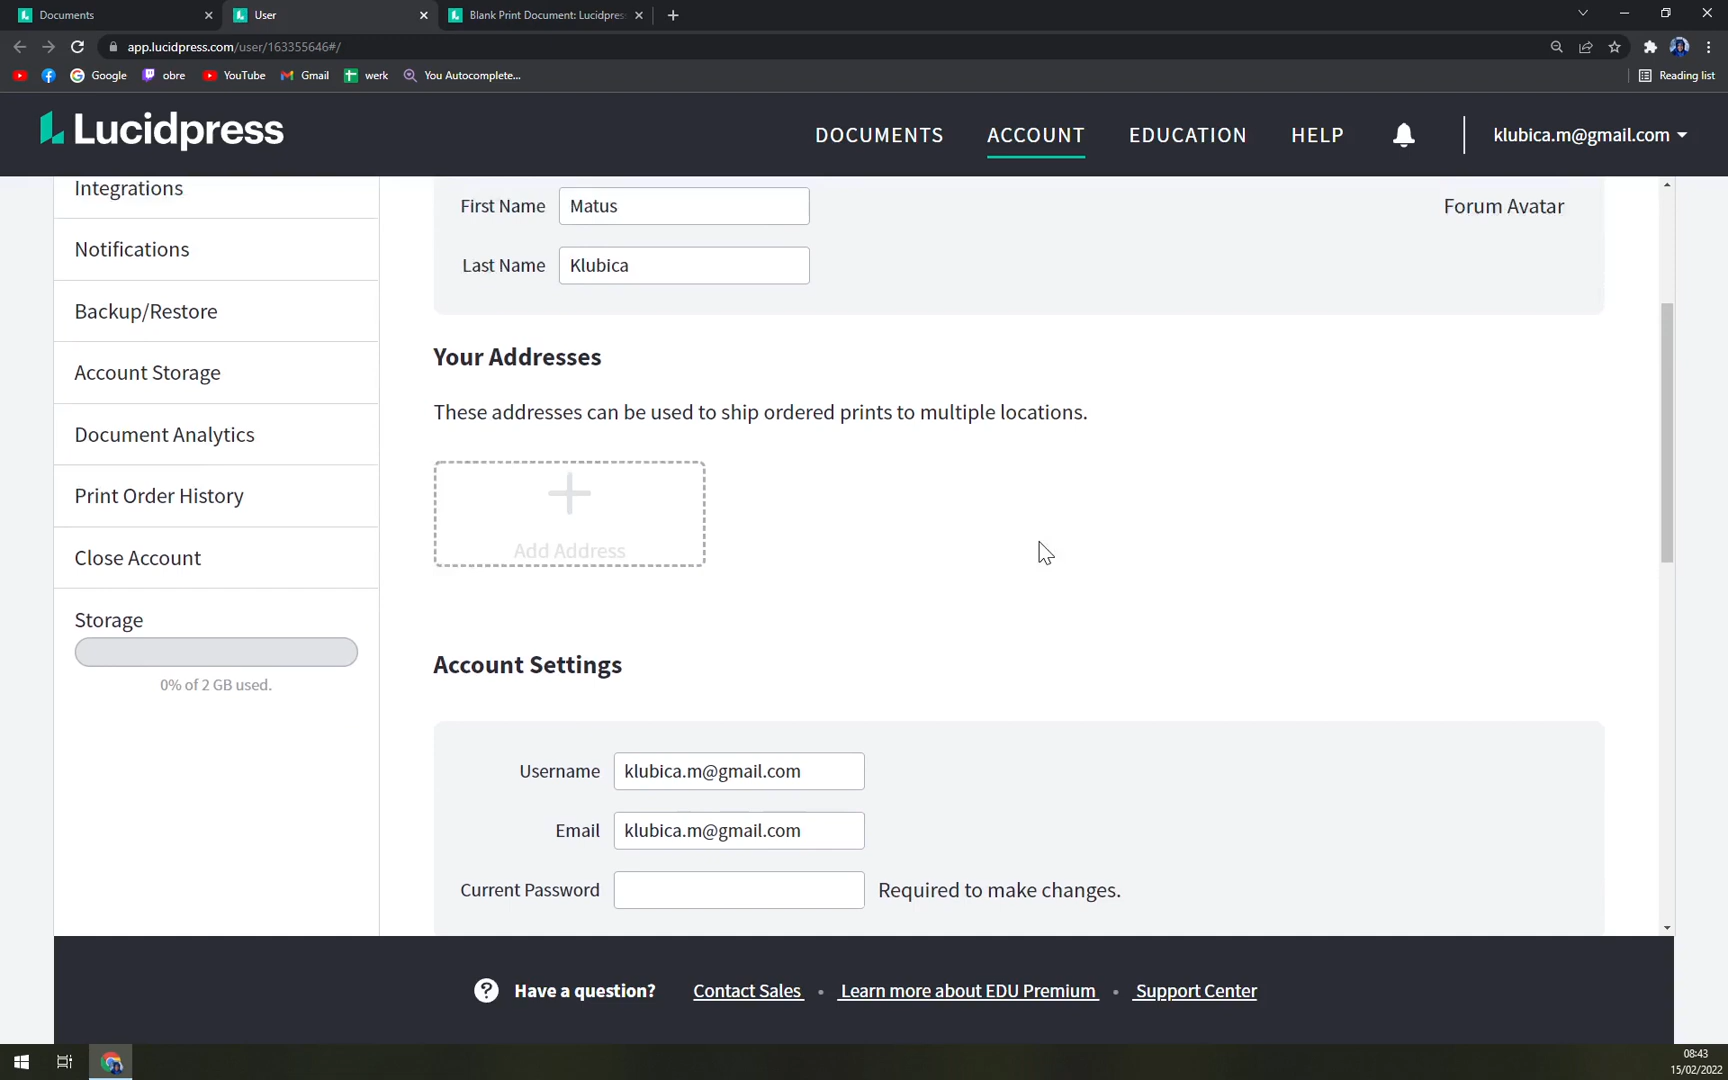 Documents
User
Blank Print Document: Lucidpres
app.lucidpress.com/user/163355646#/
Google
obre
YouTube
Gmail
werk
You Autocomplete...
Reading list
Lucidpress
DOCUMENTS
ACCOUNT
EDUCATION
HELP
klubica.m@gmail.com
Integrations
Notifications
Backup/Restore
Account Storage
Document Analytics
Print Order History
Close Account
Storage
0% of 2 GB used.
First Name
Matus
Forum Avatar
Last Name
Klubica
Your Addresses
These addresses can be used to ship ordered prints to multiple locations.
Add Address
Account Settings
Username
klubica.m@gmail.com
Email
klubica.m@gmail.com
Current Password
Required to make changes.
? Have a question?
Contact Sales • Learn more about EDU Premium • Support Center
08:43
15/02/2022